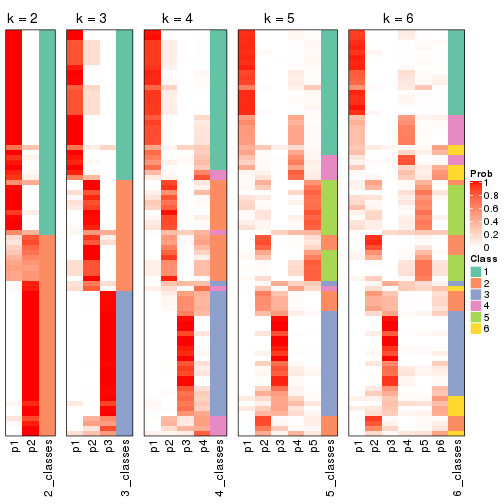 k = 2
k = 3
k = 4
k = 5
k = 6
Prob
1
0.8
0.6
0.4
0.2
0
Class
1
2
3
4
5
6
p1
p2
2_classes
p1
p2
p3
3_classes
p1
p2
p3
p4
4_classes
p1
p2
p3
p4
p5
5_classes
p1
p2
p3
p4
p5
p6
6_classes